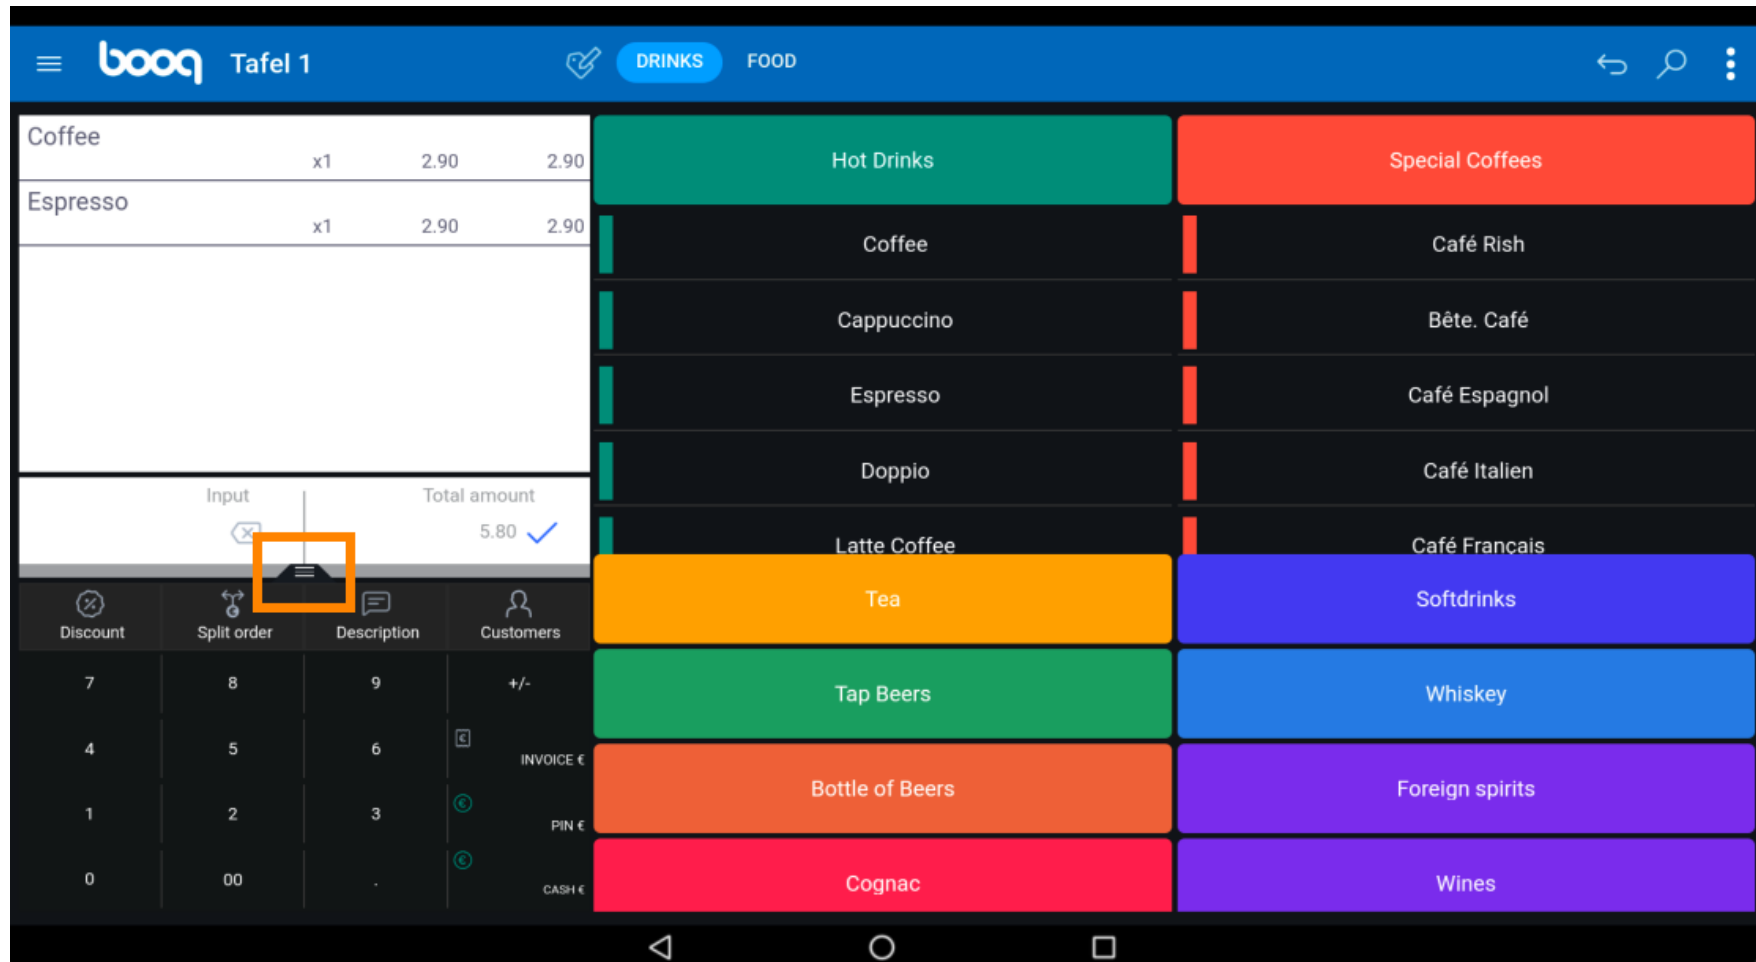 booq Tafel 1 DRINKS FOOD
Coffee
x1 2.90 2.90
Espresso
x1 2.90 2.90
Input Total amount
5.80
Discount Split order Description Customers
7 8 9 +/-
4 5 6 € INVOICE €
1 2 3 € PIN €
0 00 . € CASH €
Hot Drinks
Coffee
Cappuccino
Espresso
Doppio
Latte Coffee
Tea
Tap Beers
Bottle of Beers
Cognac
Special Coffees
Café Rish
Bête. Café
Café Espagnol
Café Italien
Café Français
Softdrinks
Whiskey
Foreign spirits
Wines